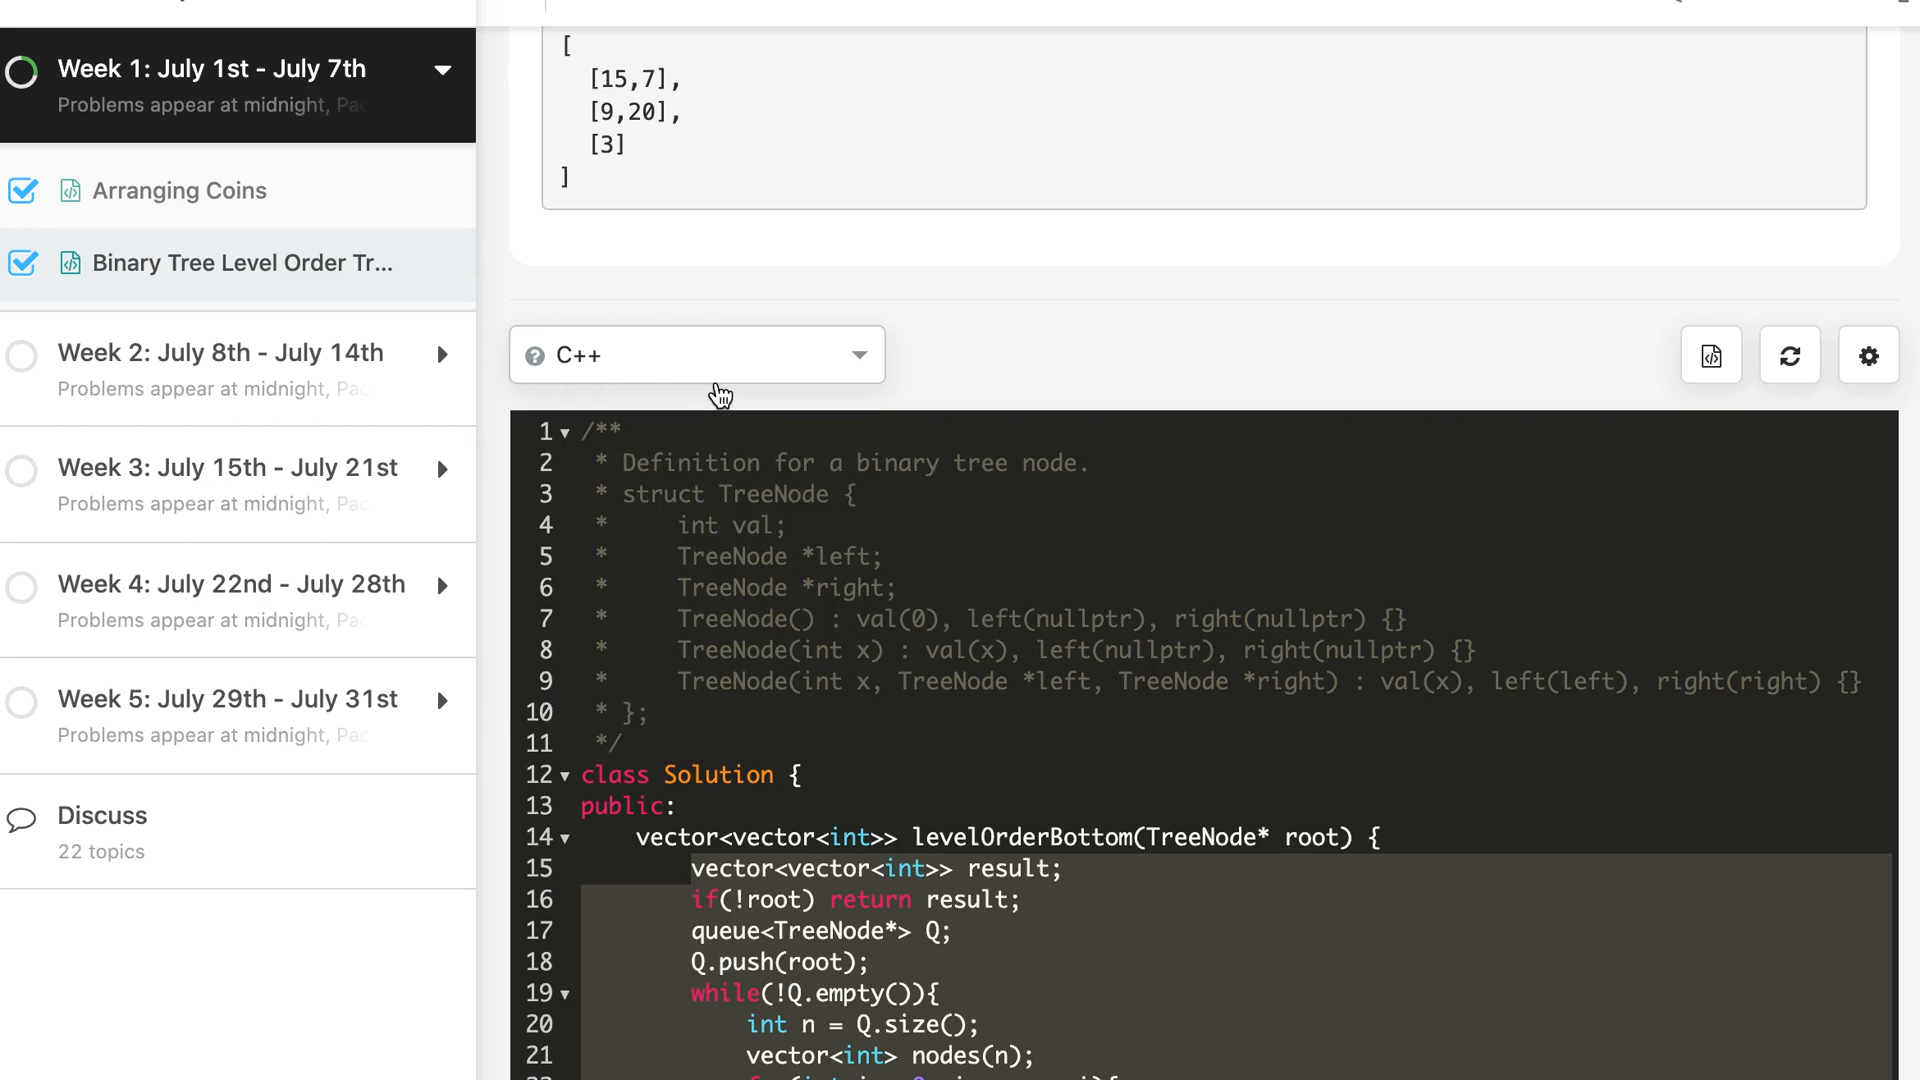 Week 1: July 1st - July 7th
Problems appear at midnight, Pac
Arranging Coins
Binary Tree Level Order Tr...
Week 2: July 8th - July 14th
Problems appear at midnight, Pac
Week 3: July 15th - July 21st
Problems appear at midnight, Pac
Week 4: July 22nd - July 28th
Problems appear at midnight, Pac
Week 5: July 29th - July 31st
Problems appear at midnight, Pac
Discuss
22 topics
[
[15,7],
[9,20],
[3]
]
C++
1 /**
2 * Definition for a binary tree node.
3 * struct TreeNode {
4 * int val;
5 * TreeNode *left;
6 * TreeNode *right;
7 * TreeNode() : val(0), left(nullptr), right(nullptr) {}
8 * TreeNode(int x) : val(x), left(nullptr), right(nullptr) {}
9 * TreeNode(int x, TreeNode *left, TreeNode *right) : val(x), left(left), right(right) {}
10 * };
11 */
12 class Solution {
13 public:
14 vector<vector<int>> levelOrderBottom(TreeNode* root) {
15 vector<vector<int>> result;
16 if(!root) return result;
17 queue<TreeNode*> Q;
18 Q.push(root);
19 while(!Q.empty()){
20 int n = Q.size();
21 vector<int> nodes(n);